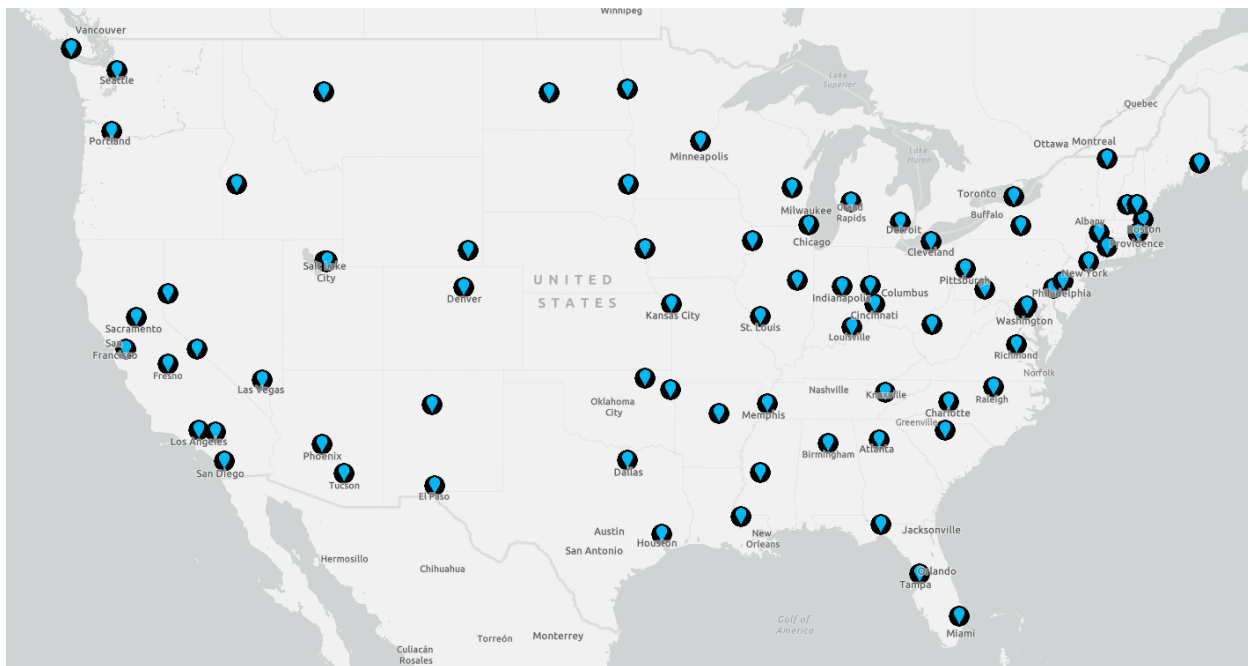 Winnipeg
Vancouver
Seattle
Portland
Lake
Superior
Quebec
Minneapolis
Ottawa
Montreal
Lake
Huron
Toronto
Milwaukee
Grand
Rapids
Buffalo
Albany
Detroit
Boston
Chicago
Cleveland
Providence
Salt Lake
City
UNITED
STATES
Denver
Pittsburgh
New York
Indianapolis
Columbus
Philadelphia
Sacramento
Kansas City
St. Louis
Cincinnati
Washington
Louisville
San
Francisco
Richmond
Fresno
Norfolk
Las Vegas
Nashville
Knoxville
Raleigh
Oklahoma
City
Memphis
Charlotte
Greenville
Los Angeles
Phoenix
Birmingham
Atlanta
San Diego
Tucson
Dallas
El Paso
Austin
Houston
New
Orleans
Jacksonville
San Antonio
Hermosillo
Chihuahua
Orlando
Tampa
Gulf of
America
Miami
Torreón
Monterrey
Culiacán
Rosales